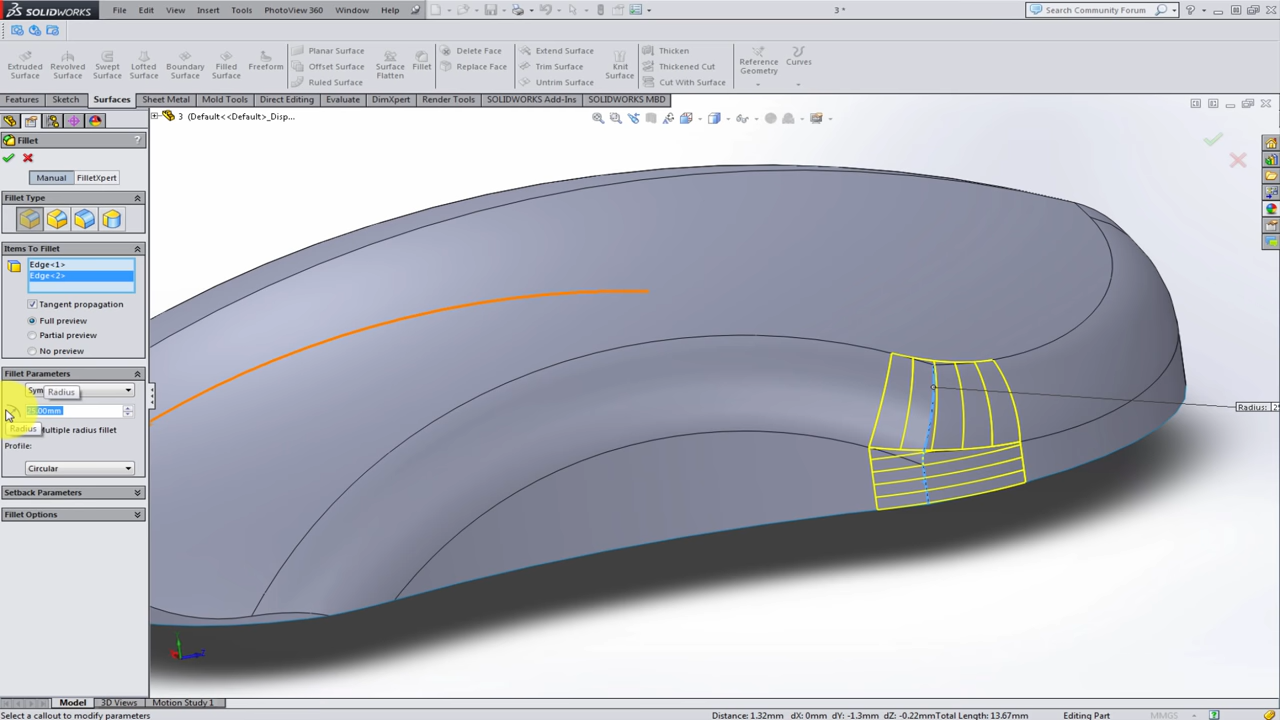 SOLIDWORKS File Edit View Insert Tools PhotoView 360 Window Help 3 * Search Community Forum
Extruded Surface Revolved Surface Swept Surface Lofted Surface Boundary Surface Filled Surface Freeform
Planar Surface
Offset Surface
Ruled Surface
Surface Flatten Fillet
Delete Face
Replace Face
Extend Surface
Trim Surface
Untrim Surface
Knit Surface
Thicken
Thickened Cut
Cut With Surface
Reference Geometry Curves
Features Sketch Surfaces Sheet Metal Mold Tools Direct Editing Evaluate DimXpert Render Tools SOLIDWORKS Add-Ins SOLIDWORKS MBD
3 (Default<<Default>_Disp...
Fillet ?
Manual FilletXpert
Fillet Type
Items To Fillet
Edge<1>
Edge<2>
Tangent propagation
Full preview
Partial preview
No preview
Fillet Parameters
Sym
Radius
Radius
Multiple radius fillet
Profile:
Circular
Setback Parameters
Fillet Options
Radius:
Model 3D Views Motion Study 1
Select a callout to modify parameters Distance: 1.32mm dX: 0mm dY: -1.3mm dZ: -0.22mm Total Length: 13.67mm Editing Part MMGS